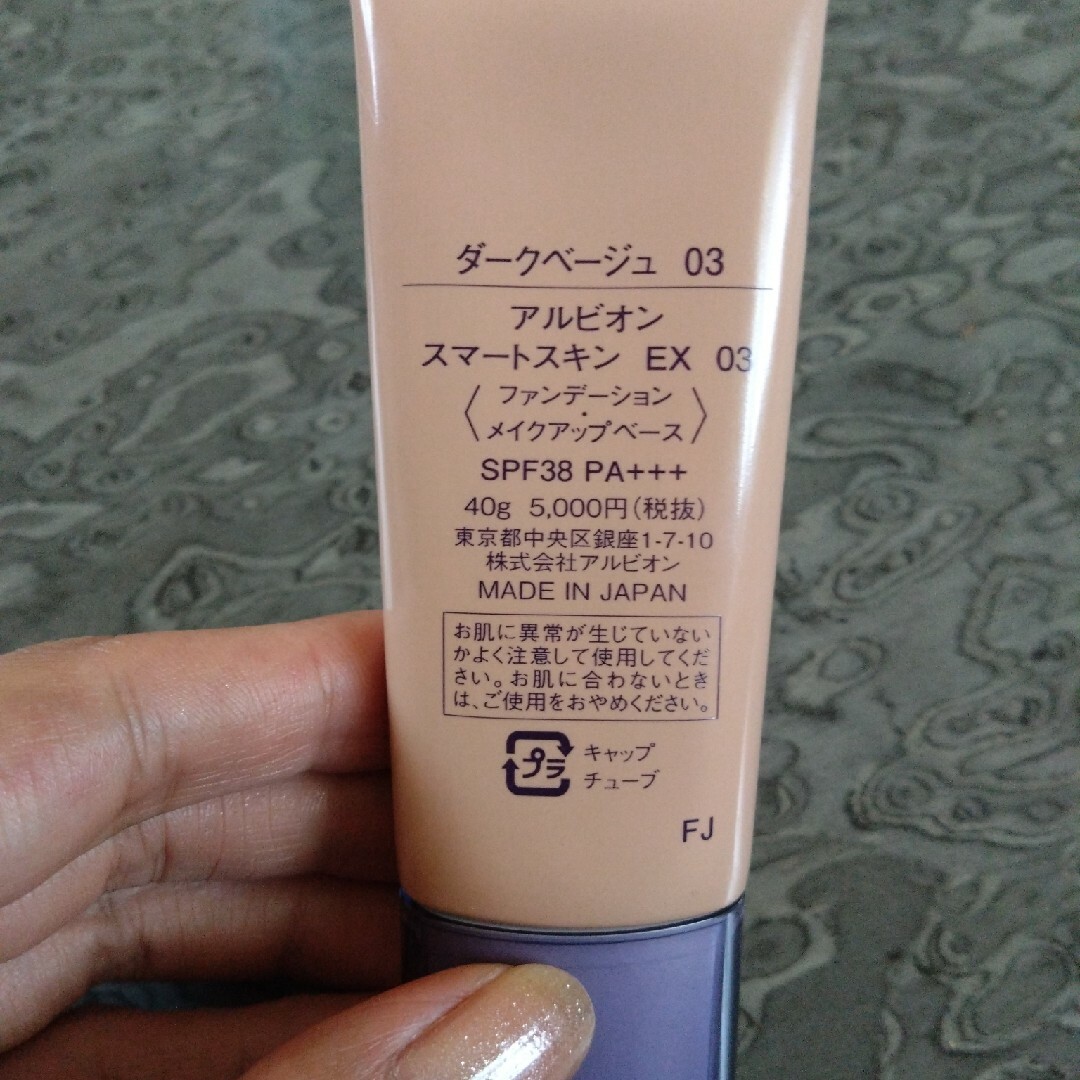 ダークベージュ 03
アルビオン
スマートスキン EX 03
〈ファンデーション・
メイクアップベース〉
SPF38 PA+++
40g 5,000円(税抜)
東京都中央区銀座1-7-10
株式会社アルビオン
MADE IN JAPAN
お肌に異常が生じていない
かよく注意して使用してくだ
さい。お肌に合わないとき
は、ご使用をおやめください。
プラ キャップ
チューブ
FJ